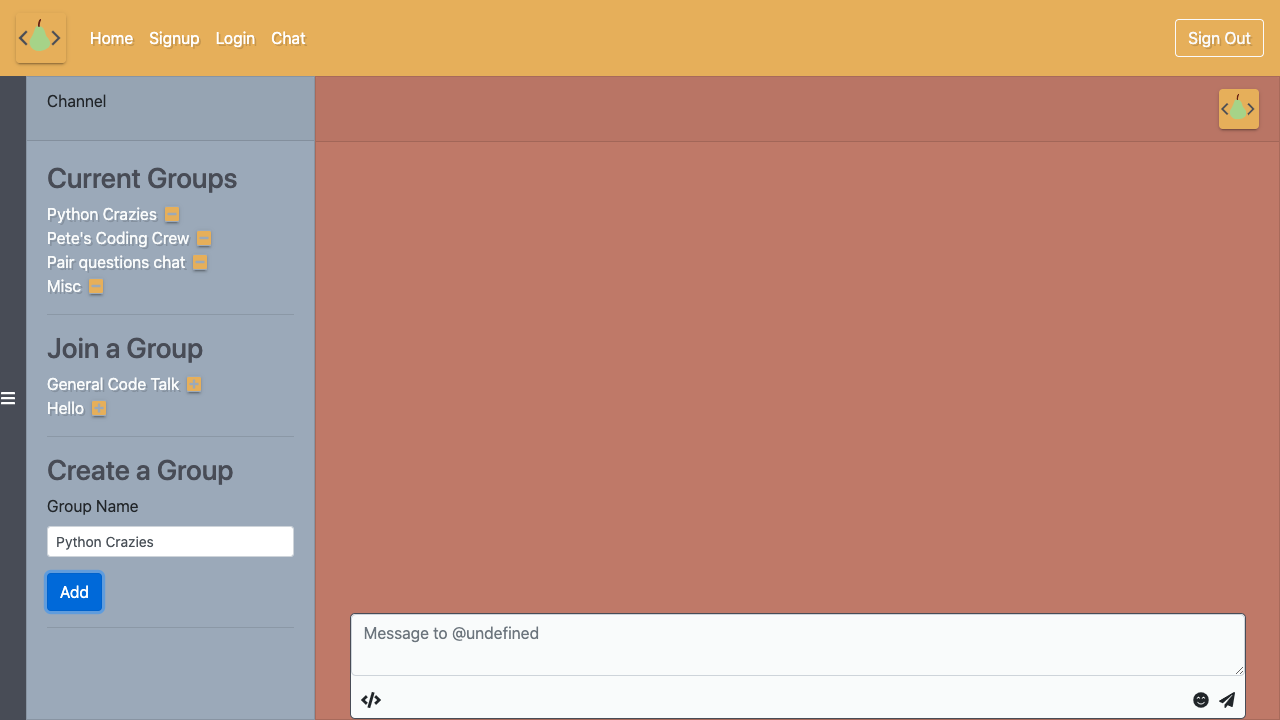 Home Signup Login Chat Sign Out
Channel
Current Groups
Python Crazies
Pete's Coding Crew
Pair questions chat
Misc
Join a Group
General Code Talk
Hello
Create a Group
Group Name
Python Crazies
Add
Message to @undefined